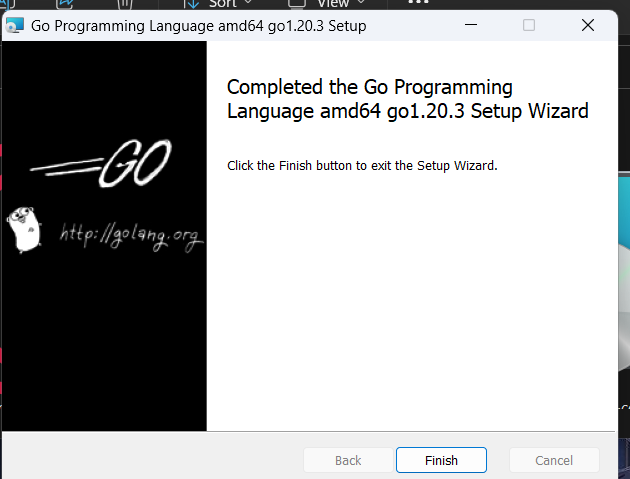 Sort
View
Go Programming Language amd64 go1.20.3 Setup
Completed the Go Programming
Language amd64 go1.20.3 Setup Wizard
Click the Finish button to exit the Setup Wizard.
GO
http://golang.org
Back
Finish
Cancel